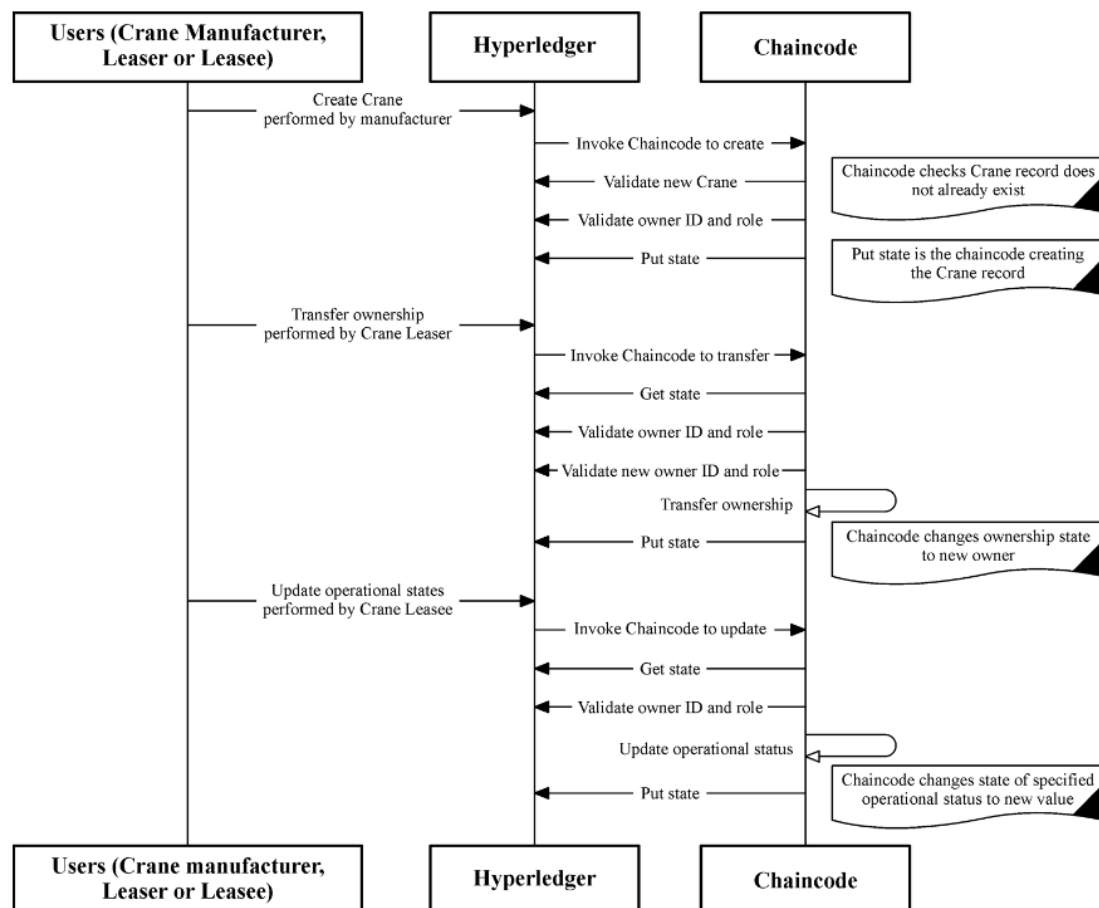 Users (Crane Manufacturer,
Leaser or Leasee)
Hyperledger
Chaincode
Create Crane
performed by manufacturer
Invoke Chaincode to create
Validate new Crane
Chaincode checks Crane record does
not already exist
Validate owner ID and role
Put state
Put state is the chaincode creating
the Crane record
Transfer ownership
performed by Crane Leaser
Invoke Chaincode to transfer
Get state
Validate owner ID and role
Validate new owner ID and role
Transfer ownership
Put state
Chaincode changes ownership state
to new owner
Update operational states
performed by Crane Leasee
Invoke Chaincode to update
Get state
Validate owner ID and role
Update operational status
Put state
Chaincode changes state of specified
operational status to new value
Users (Crane manufacturer,
Leaser or Leasee)
Hyperledger
Chaincode